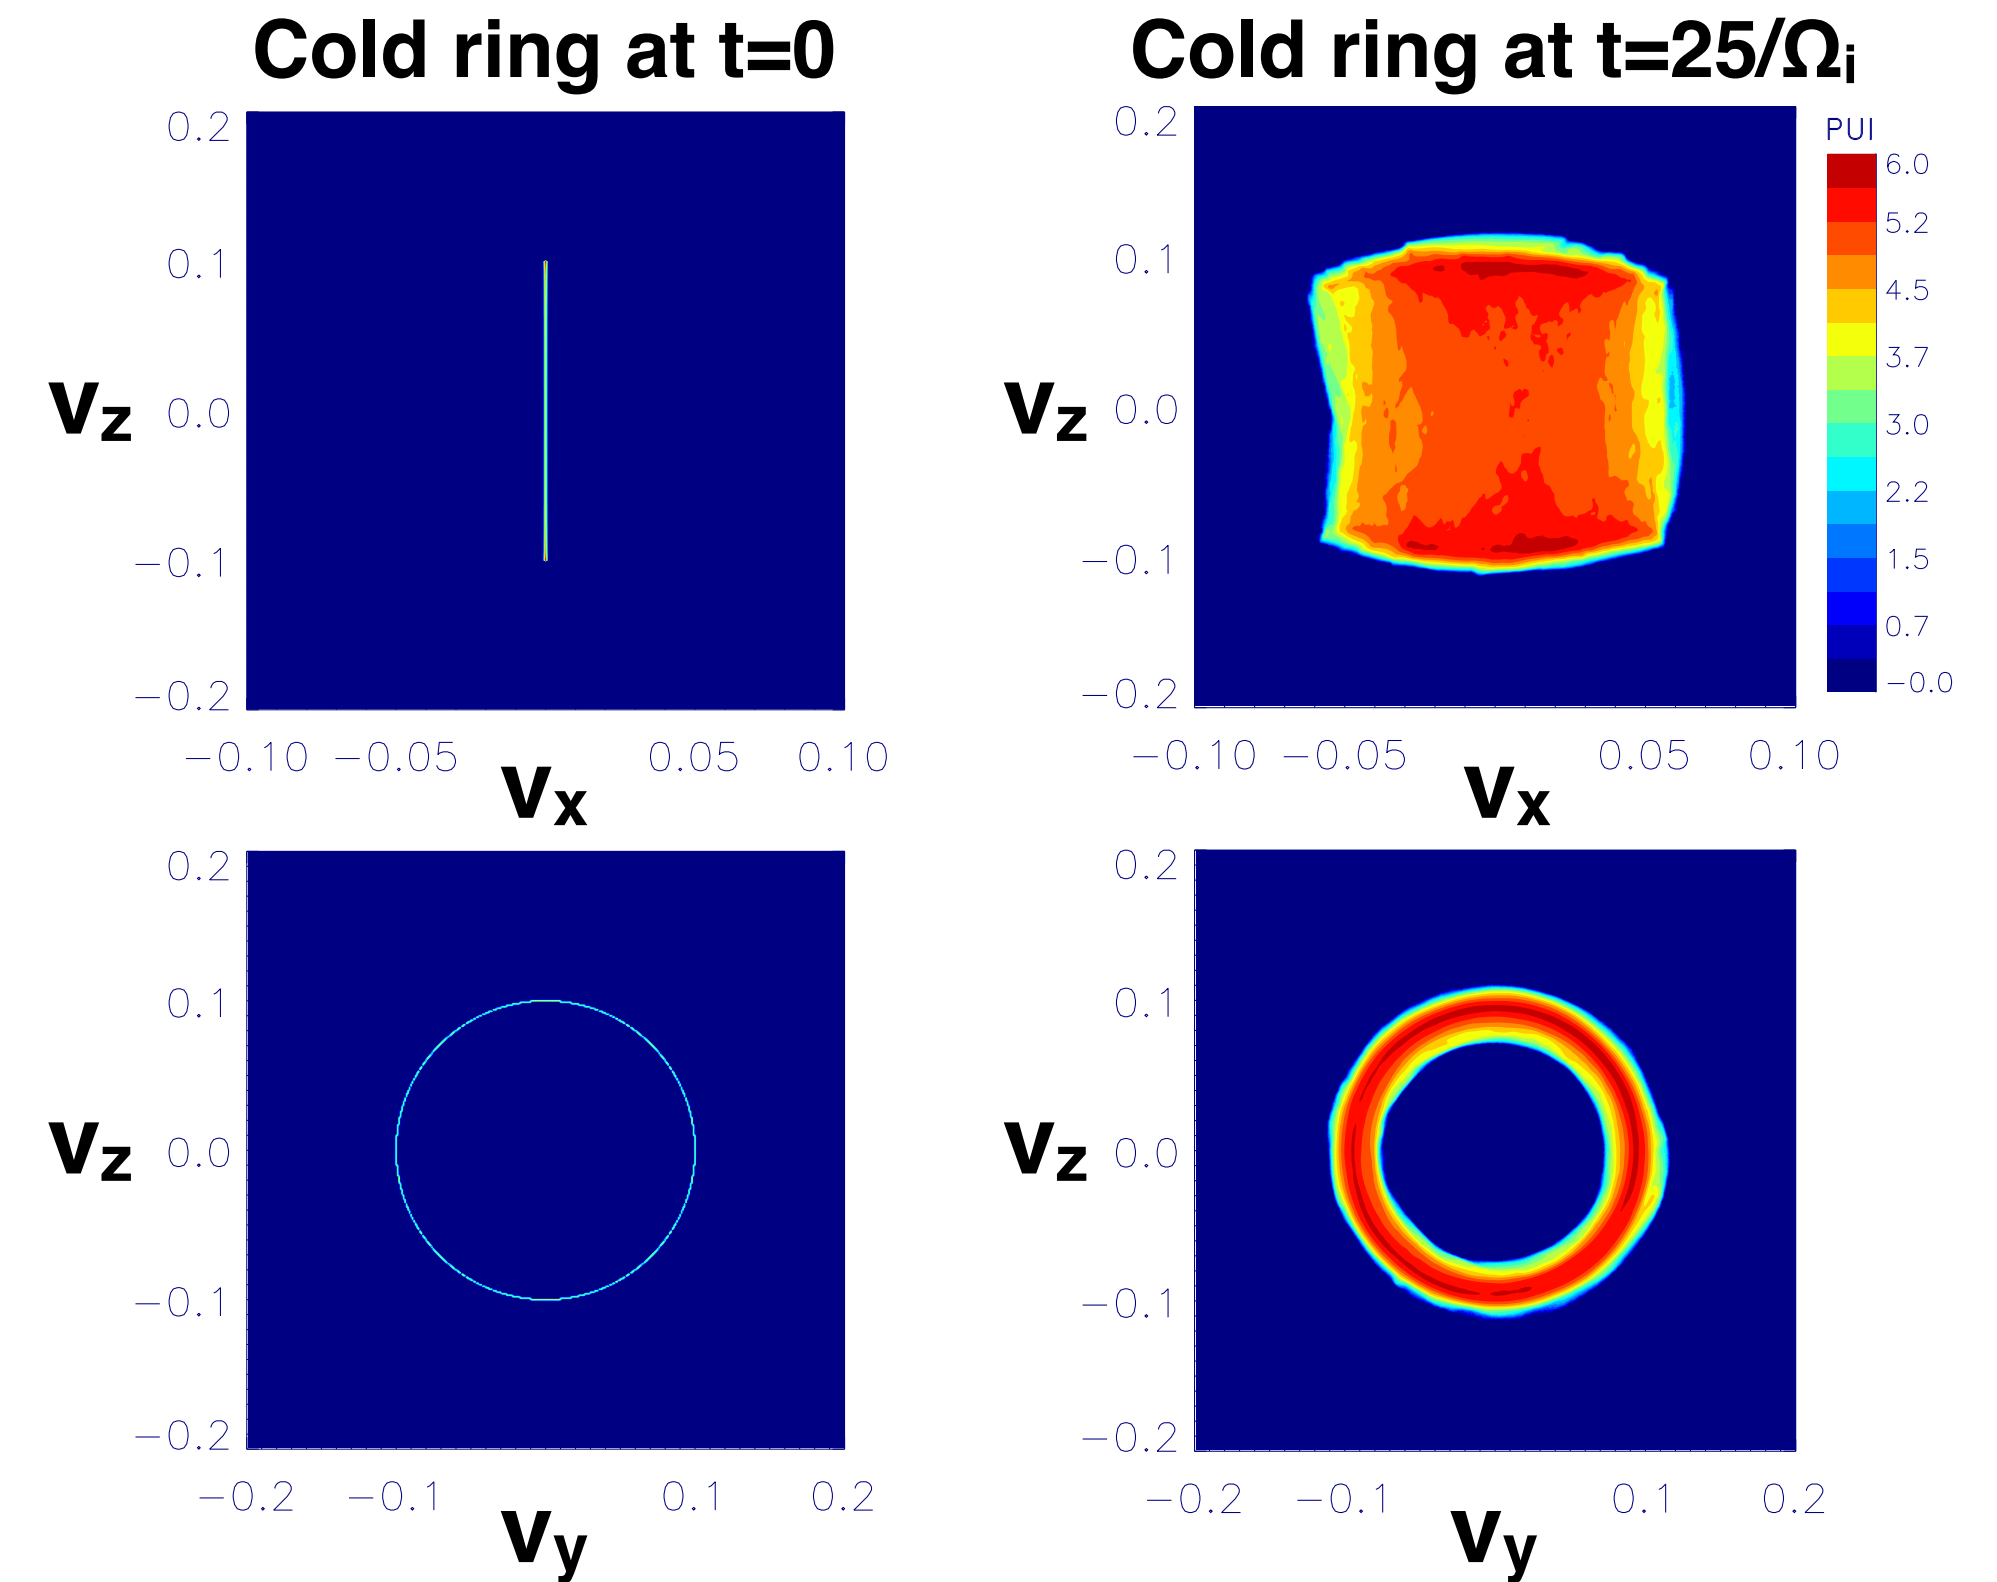 Cold ring at t=0
Cold ring at t=25/Ωi
0.2
0.1
0.0
−0.1
−0.2
vz
−0.10 −0.05 0.05 0.10
vx
0.2
0.1
0.0
−0.1
−0.2
vz
−0.10 −0.05 0.05 0.10
vx
PUI
6.0
5.2
4.5
3.7
3.0
2.2
1.5
0.7
−0.0
0.2
0.1
0.0
−0.1
−0.2
vz
−0.2 −0.1 0.1 0.2
vy
0.2
0.1
0.0
−0.1
−0.2
vz
−0.2 −0.1 0.1 0.2
vy